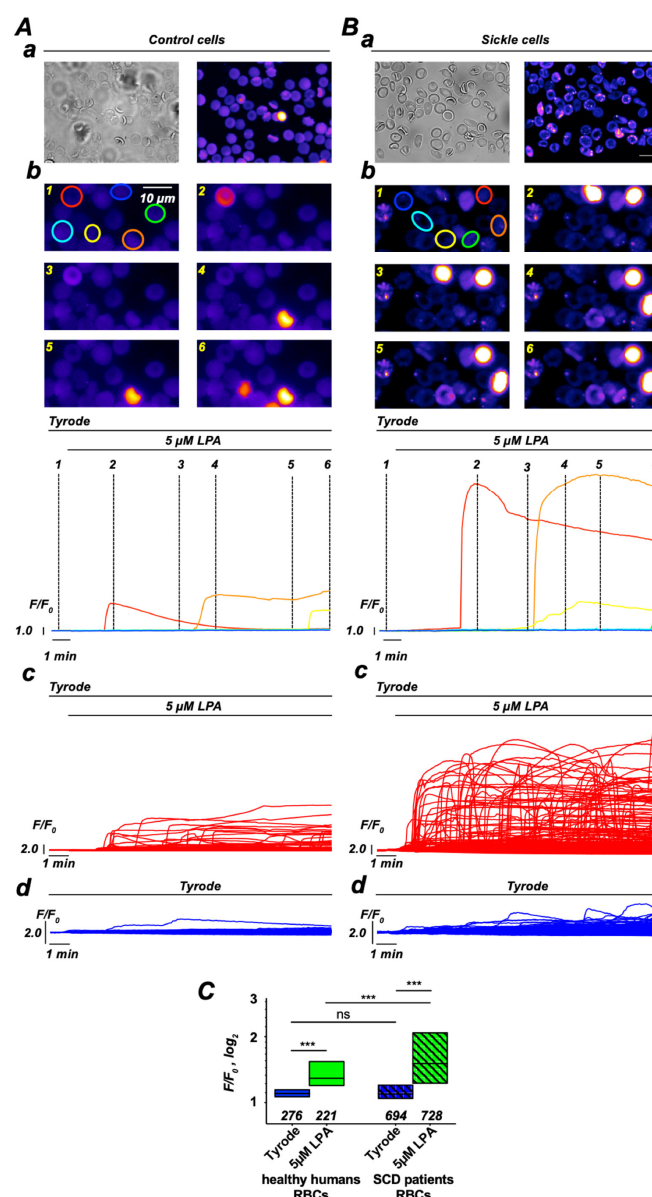 A
B
Control cells
Sickle cells
a
a
b
b
1
10 µm
2
3
4
5
6
1
2
3
4
5
6
Tyrode
Tyrode
5 µM LPA
5 µM LPA
1 2 3 4 5 6
1 2 3 4 5
F/F0
1.0
1 min
F/F0
1.0
1 min
c
c
Tyrode
Tyrode
5 µM LPA
5 µM LPA
F/F0
2.0
1 min
F/F0
2.0
1 min
d
d
Tyrode
Tyrode
F/F0
2.0
1 min
F/F0
2.0
1 min
C
F/F0, log2
3
2
1
ns
***
***
***
276 221 694 728
Tyrode
5µM LPA
Tyrode
5µM LPA
healthy humans
RBCs
SCD patients
RBCs